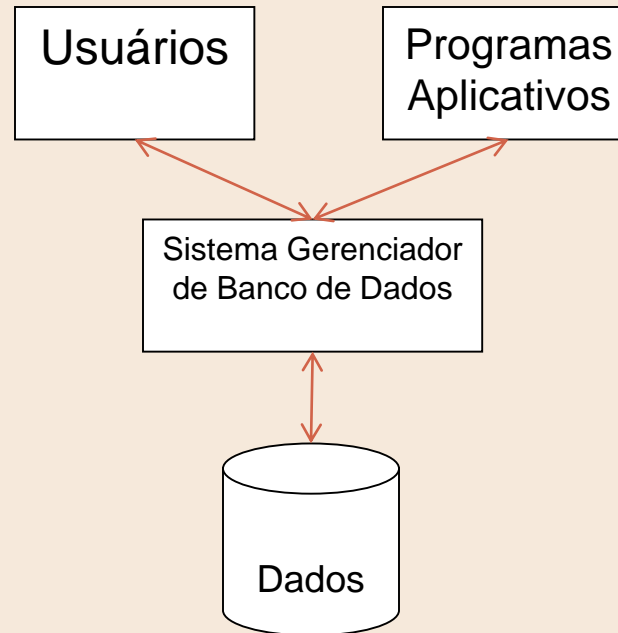 Usuários
Programas
Aplicativos
Sistema Gerenciador
de Banco de Dados
Dados